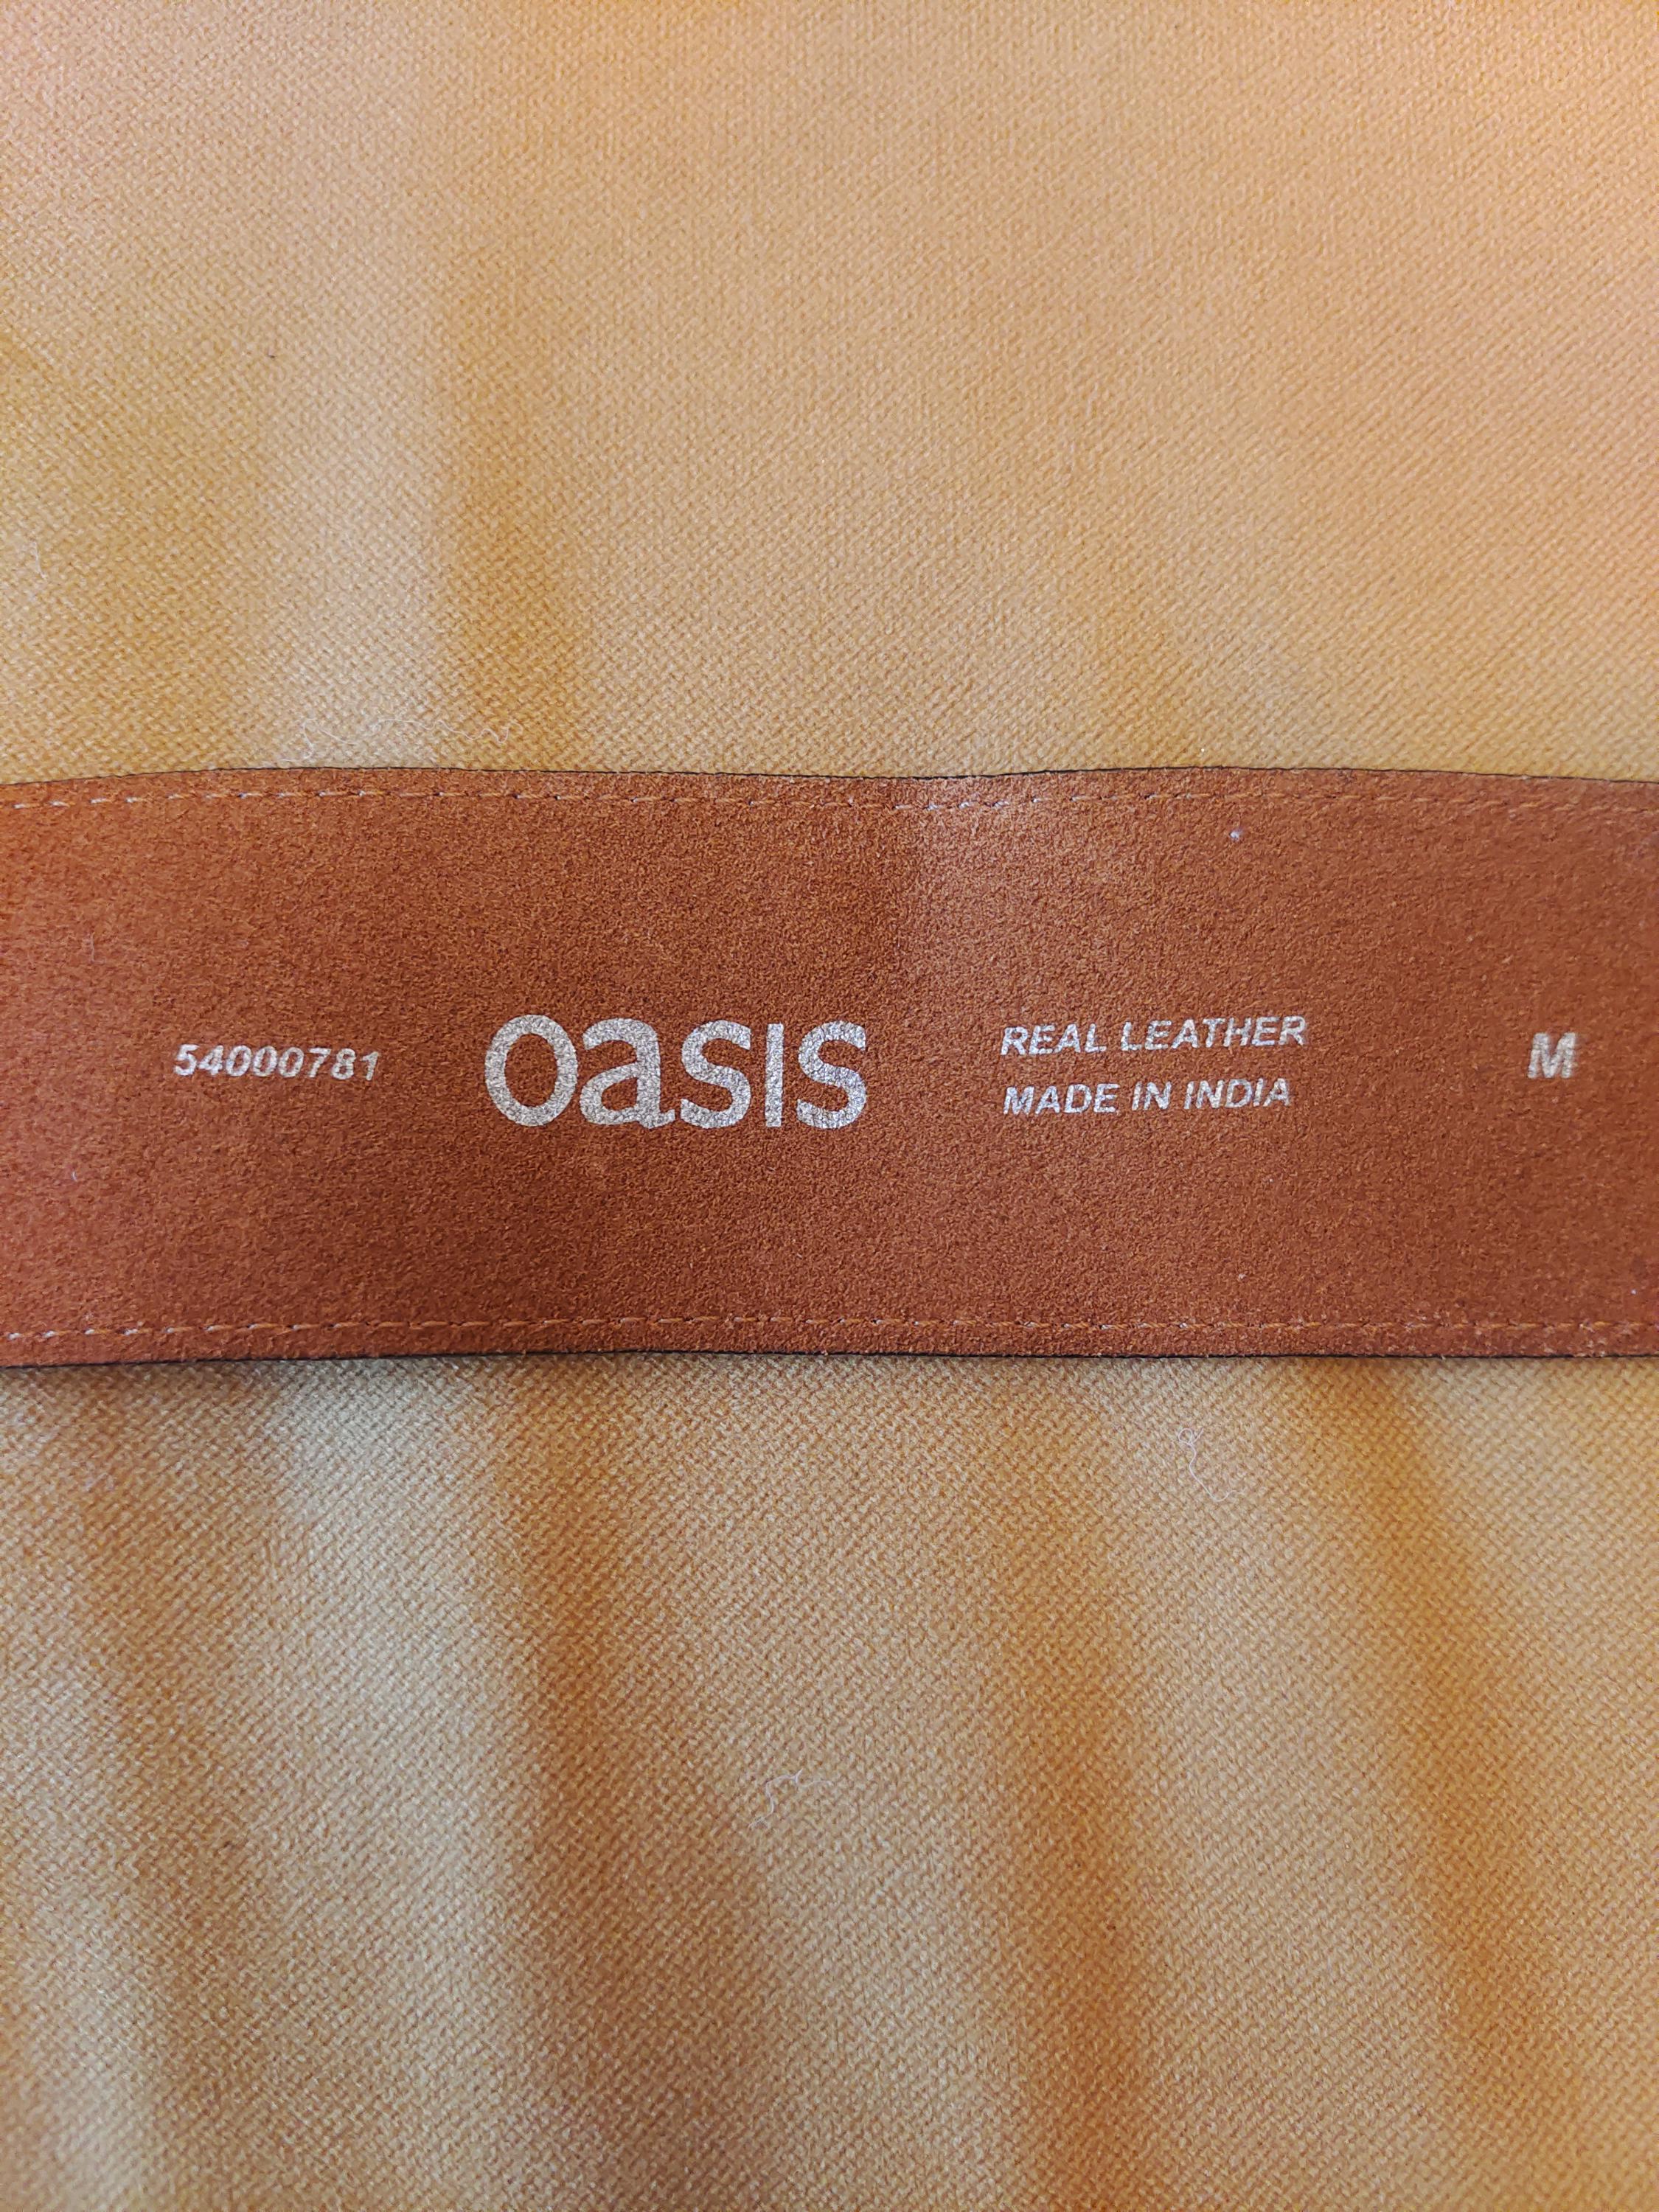 54000781
oasis
REAL LEATHER
MADE IN INDIA
M